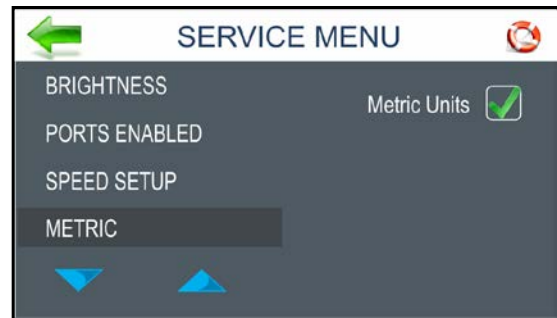 SERVICE MENU
BRIGHTNESS
Metric Units
PORTS ENABLED
SPEED SETUP
METRIC